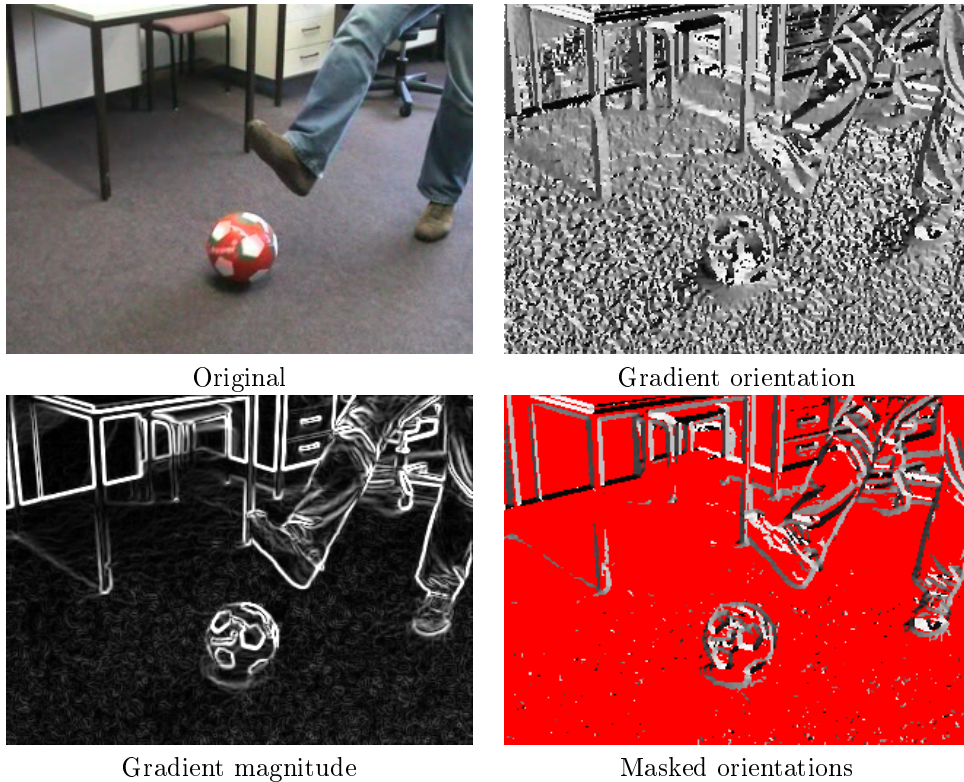 Original
Gradient orientation
Gradient magnitude
Masked orientations